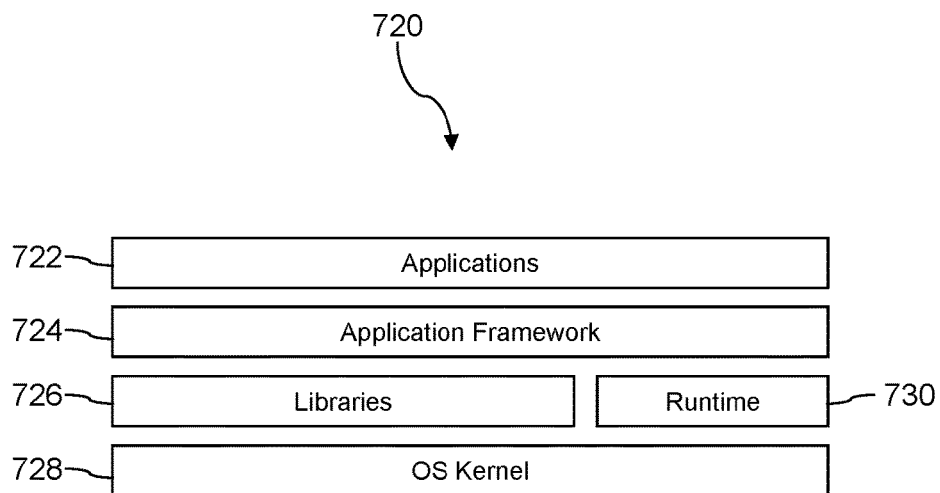 720
722 Applications
724 Application Framework
726 Libraries Runtime 730
728 OS Kernel